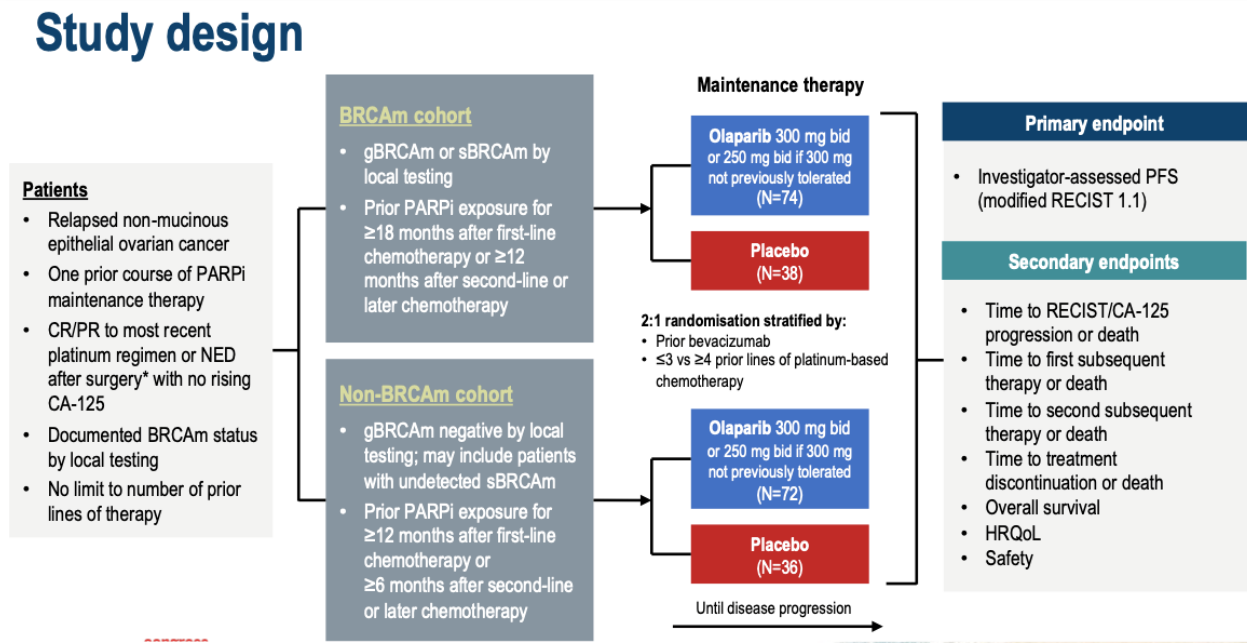 Study design
Patients
• Relapsed non-mucinous
epithelial ovarian cancer
• One prior course of PARPi
maintenance therapy
• CR/PR to most recent
platinum regimen or NED
after surgery* with no rising
CA-125
• Documented BRCAm status
by local testing
• No limit to number of prior
lines of therapy
BRCAm cohort
• gBRCAm or sBRCAm by
local testing
• Prior PARPi exposure for
≥18 months after first-line
chemotherapy or ≥12
months after second-line or
later chemotherapy
Non-BRCAm cohort
• gBRCAm negative by local
testing; may include patients
with undetected sBRCAm
• Prior PARPi exposure for
≥12 months after first-line
chemotherapy or
≥6 months after second-line
or later chemotherapy
Maintenance therapy
Olaparib 300 mg bid
or 250 mg bid if 300 mg
not previously tolerated
(N=74)
Placebo
(N=38)
2:1 randomisation stratified by:
• Prior bevacizumab
• ≤3 vs ≥4 prior lines of platinum-based
chemotherapy
Olaparib 300 mg bid
or 250 mg bid if 300 mg
not previously tolerated
(N=72)
Placebo
(N=36)
Until disease progression
Primary endpoint
• Investigator-assessed PFS
(modified RECIST 1.1)
Secondary endpoints
• Time to RECIST/CA-125
progression or death
• Time to first subsequent
therapy or death
• Time to second subsequent
therapy or death
• Time to treatment
discontinuation or death
• Overall survival
• HRQoL
• Safety